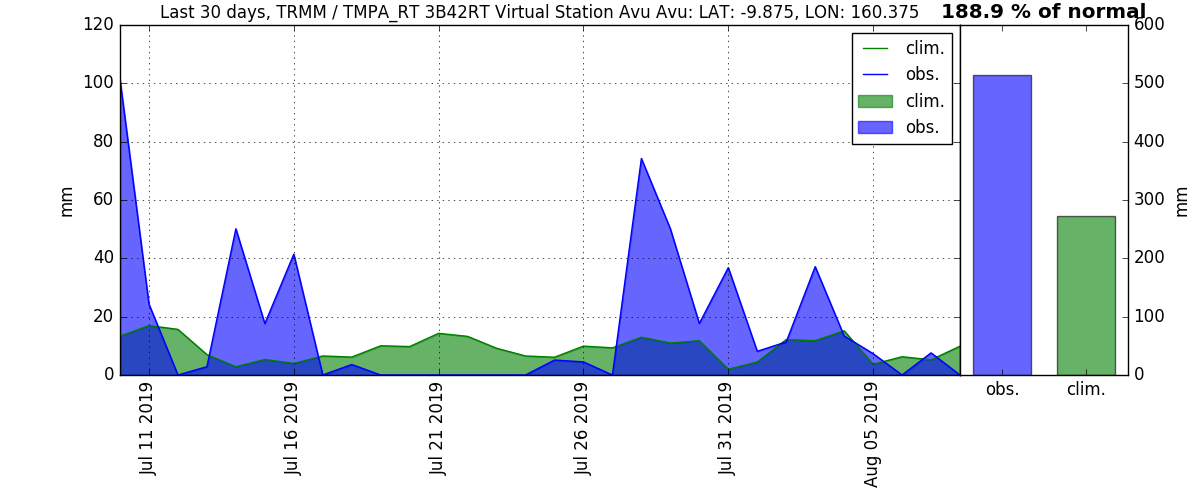 Last 30 days, TRMM / TMPA_RT 3B42RT Virtual Station Avu Avu: LAT: -9.875, LON: 160.375
188.9 % of normal
120
100
80
60
40
20
0
mm
clim.
obs.
clim.
obs.
600
500
400
300
200
100
0
mm
Jul 11 2019
Jul 16 2019
Jul 21 2019
Jul 26 2019
Jul 31 2019
Aug 05 2019
obs.
clim.